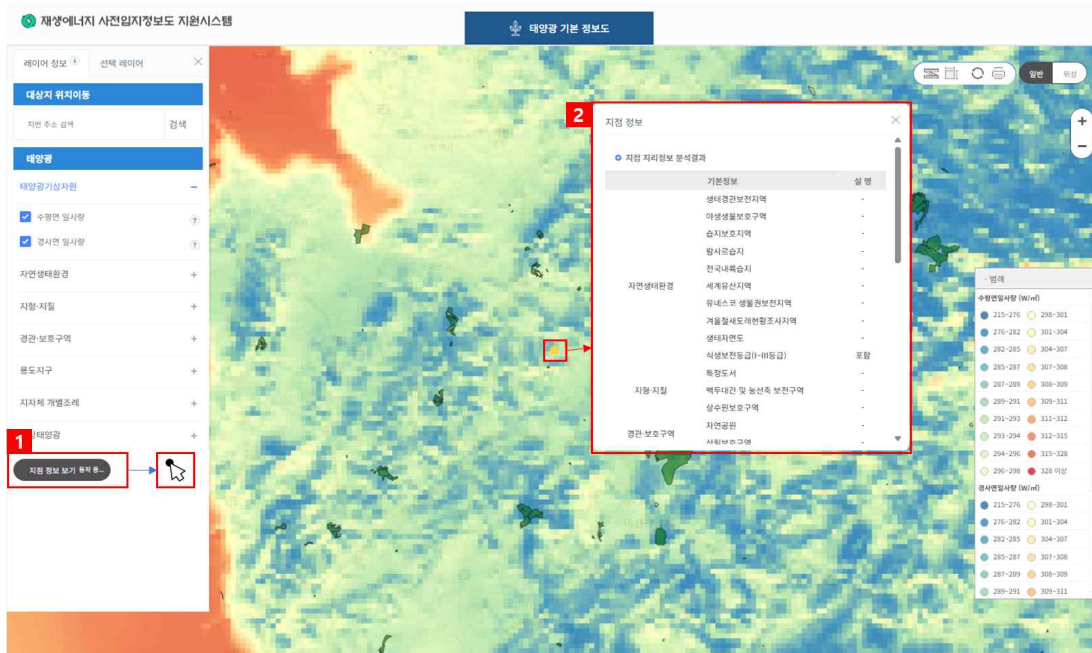 재생에너지 사전입지정보도 지원시스템
태양광 기본 정보도
레이어 정보 선택 레이어
일반 위성
대상지 위치이동
지번 주소 검색 검색
태양광
태양광기상자원 −
수평면 일사량 ?
경사면 일사량 ?
자연생태환경 +
지형·지질 +
경관·보호구역 +
용도지구 +
지자체 개별조례 +
태양광 +
1
지점 정보 보기 동작 중...
2
지점 정보
지점 지리정보 분석결과
기본정보 설 명
생태경관보전지역 -
야생생물보호구역 -
습지보호지역 -
람사르습지 -
전국내륙습지 -
자연생태환경 세계유산지역 -
유네스코 생물권보전지역 -
겨울철새도래현황조사지역 -
생태자연도 -
식생보전등급(I~III등급) 포함
특정도서 -
지형·지질 백두대간 및 능선축 보전구역 -
상수원보호구역 -
경관·보호구역 자연공원 -
산림보호구역 -
+
−
- 범례
수평면일사량 (W/㎡)
215~276 298~301
276~282 301~304
282~285 304~307
285~287 307~308
287~289 308~309
289~291 309~311
291~293 311~312
293~294 312~315
294~296 315~328
296~298 328 이상
경사면일사량 (W/㎡)
215~276 298~301
276~282 301~304
282~285 304~307
285~287 307~308
287~289 308~309
289~291 309~311